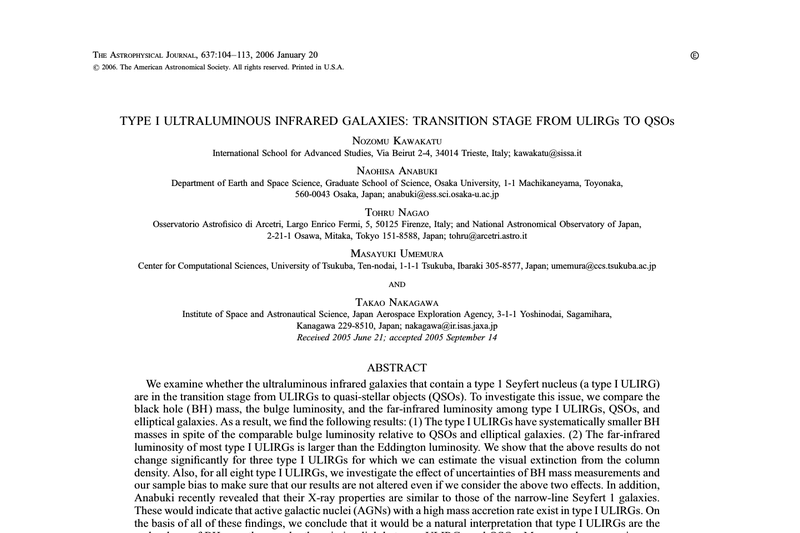 THE ASTROPHYSICAL JOURNAL, 637:104–113, 2006 January 20
© 2006. The American Astronomical Society. All rights reserved. Printed in U.S.A.
Ⓔ
TYPE I ULTRALUMINOUS INFRARED GALAXIES: TRANSITION STAGE FROM ULIRGs TO QSOs
Nozomu Kawakatu
International School for Advanced Studies, Via Beirut 2-4, 34014 Trieste, Italy; kawakatu@sissa.it
Naohisa Anabuki
Department of Earth and Space Science, Graduate School of Science, Osaka University, 1-1 Machikaneyama, Toyonaka,
560-0043 Osaka, Japan; anabuki@ess.sci.osaka-u.ac.jp
Tohru Nagao
Osservatorio Astrofisico di Arcetri, Largo Enrico Fermi, 5, 50125 Firenze, Italy; and National Astronomical Observatory of Japan,
2-21-1 Osawa, Mitaka, Tokyo 151-8588, Japan; tohru@arcetri.astro.it
Masayuki Umemura
Center for Computational Sciences, University of Tsukuba, Ten-nodai, 1-1-1 Tsukuba, Ibaraki 305-8577, Japan; umemura@ccs.tsukuba.ac.jp
AND
Takao Nakagawa
Institute of Space and Astronautical Science, Japan Aerospace Exploration Agency, 3-1-1 Yoshinodai, Sagamihara,
Kanagawa 229-8510, Japan; nakagawa@ir.isas.jaxa.jp
Received 2005 June 21; accepted 2005 September 14
ABSTRACT
We examine whether the ultraluminous infrared galaxies that contain a type 1 Seyfert nucleus (a type I ULIRG)
are in the transition stage from ULIRGs to quasi-stellar objects (QSOs). To investigate this issue, we compare the
black hole (BH) mass, the bulge luminosity, and the far-infrared luminosity among type I ULIRGs, QSOs, and
elliptical galaxies. As a result, we find the following results: (1) The type I ULIRGs have systematically smaller BH
masses in spite of the comparable bulge luminosity relative to QSOs and elliptical galaxies. (2) The far-infrared
luminosity of most type I ULIRGs is larger than the Eddington luminosity. We show that the above results do not
change significantly for three type I ULIRGs for which we can estimate the visual extinction from the column
density. Also, for all eight type I ULIRGs, we investigate the effect of uncertainties of BH mass measurements and
our sample bias to make sure that our results are not altered even if we consider the above two effects. In addition,
Anabuki recently revealed that their X-ray properties are similar to those of the narrow-line Seyfert 1 galaxies.
These would indicate that active galactic nuclei (AGNs) with a high mass accretion rate exist in type I ULIRGs. On
the basis of all of these findings, we conclude that it would be a natural interpretation that type I ULIRGs are the